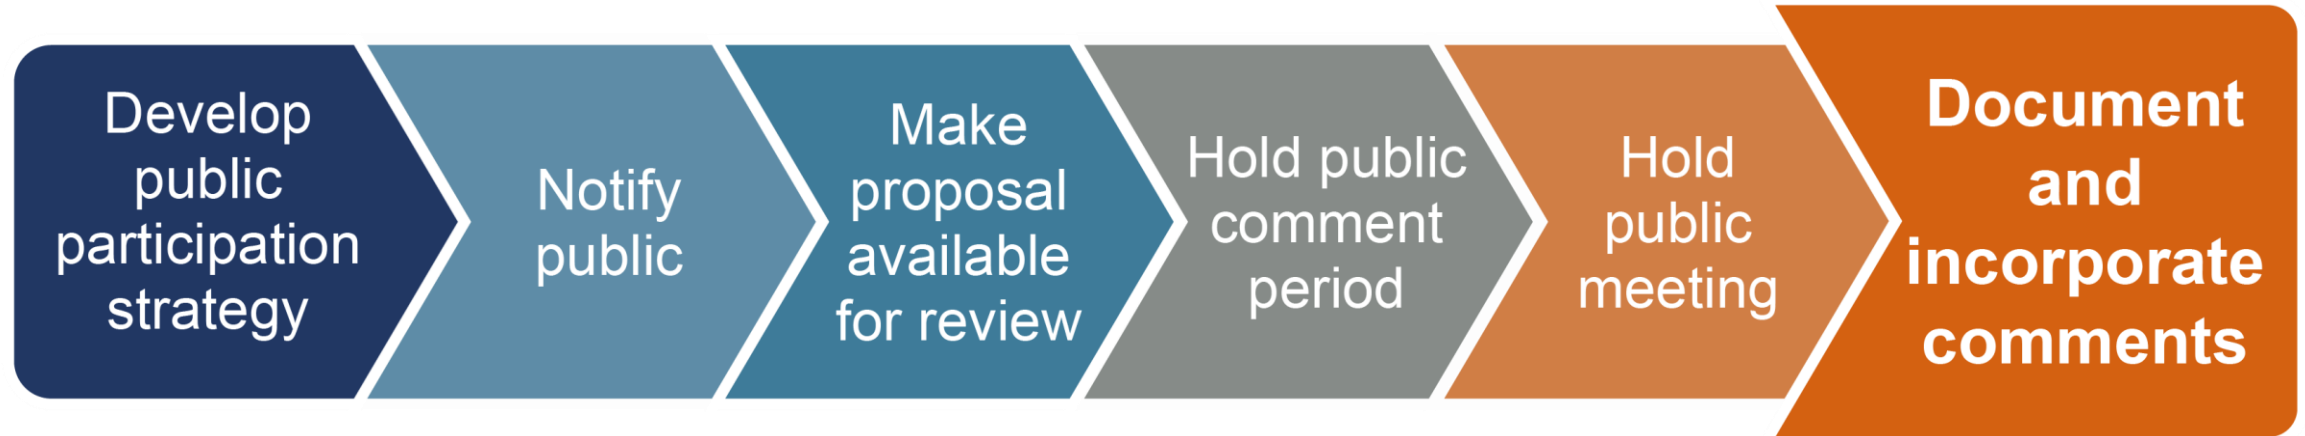 Develop
public
participation
strategy
Notify
public
Make
proposal
available
for review
Hold public
comment
period
Hold
public
meeting
Document
and
incorporate
comments